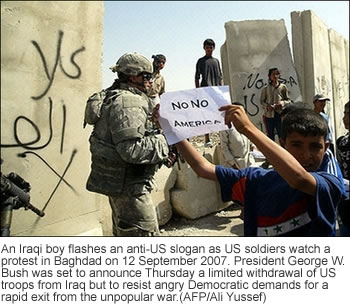 NO NO
AMERICA
An Iraqi boy flashes an anti-US slogan as US soldiers watch a
protest in Baghdad on 12 September 2007. President George W.
Bush was set to announce Thursday a limited withdrawal of US
troops from Iraq but to resist angry Democratic demands for a
rapid exit from the unpopular war.(AFP/Ali Yussef)